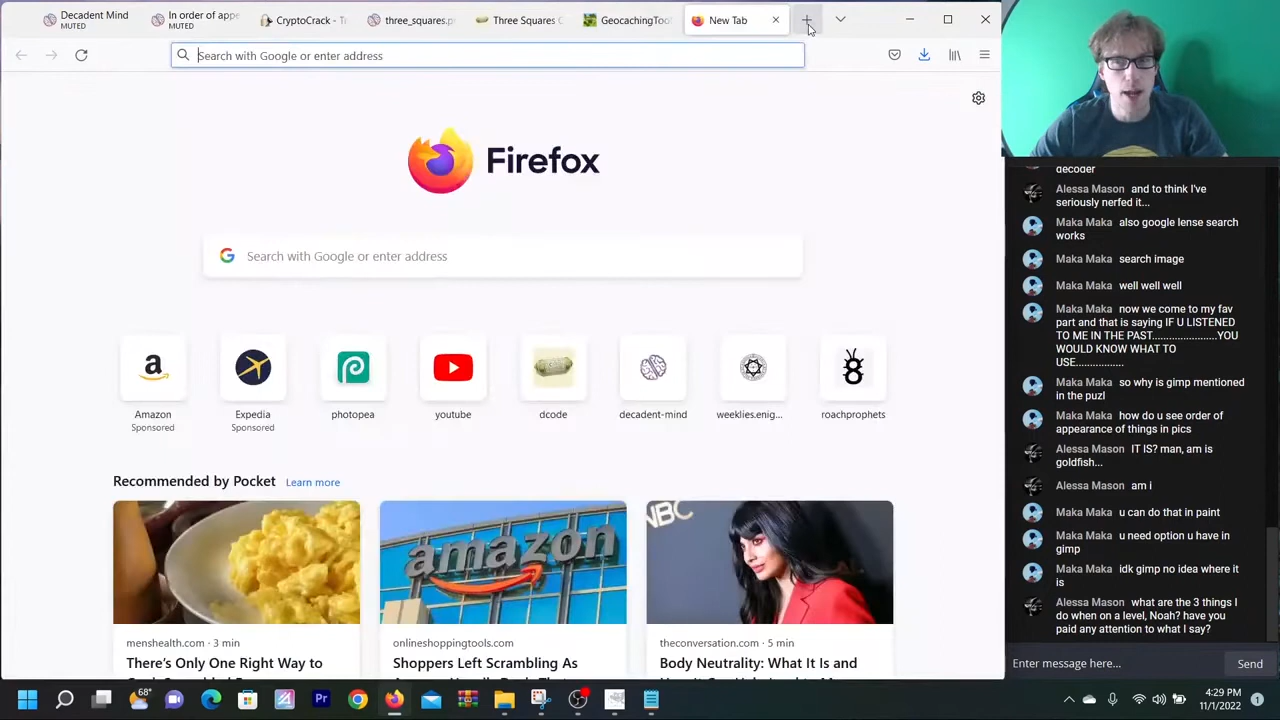 Decadent Mind
MUTED
In order of appe
MUTED
CryptoCrack - T
three_squares.p
Three Squares C
GeocachingToo
New Tab
Search with Google or enter address
Firefox
Search with Google or enter address
Amazon
Sponsored
Expedia
Sponsored
photopea
youtube
dcode
decadent-mind
weeklies.enig...
roachprophets
Recommended by Pocket
Learn more
NBC
amazon
menshealth.com · 3 min
There's Only One Right Way to
onlineshoppingtools.com
Shoppers Left Scrambling As
theconversation.com · 5 min
Body Neutrality: What It Is and
decoder
Alessa Mason and to think I've
seriously nerfed it...
Maka Maka also google lense search
works
Maka Maka search image
Maka Maka well well well
Maka Maka now we come to my fav
part and that is saying IF U LISTENED
TO ME IN THE PAST......................YOU
WOULD KNOW WHAT TO
USE.................
Maka Maka so why is gimp mentioned
in the puzl
Maka Maka how do u see order of
appearance of things in pics
Alessa Mason IT IS? man, am is
goldfish...
Alessa Mason am i
Maka Maka u can do that in paint
Maka Maka u need option u have in
gimp
Maka Maka idk gimp no idea where it
is
Alessa Mason what are the 3 things I
do when on a level, Noah? have you
paid any attention to what I say?
Enter message here...
Send
68°
Pr
4:29 PM
11/1/2022
1